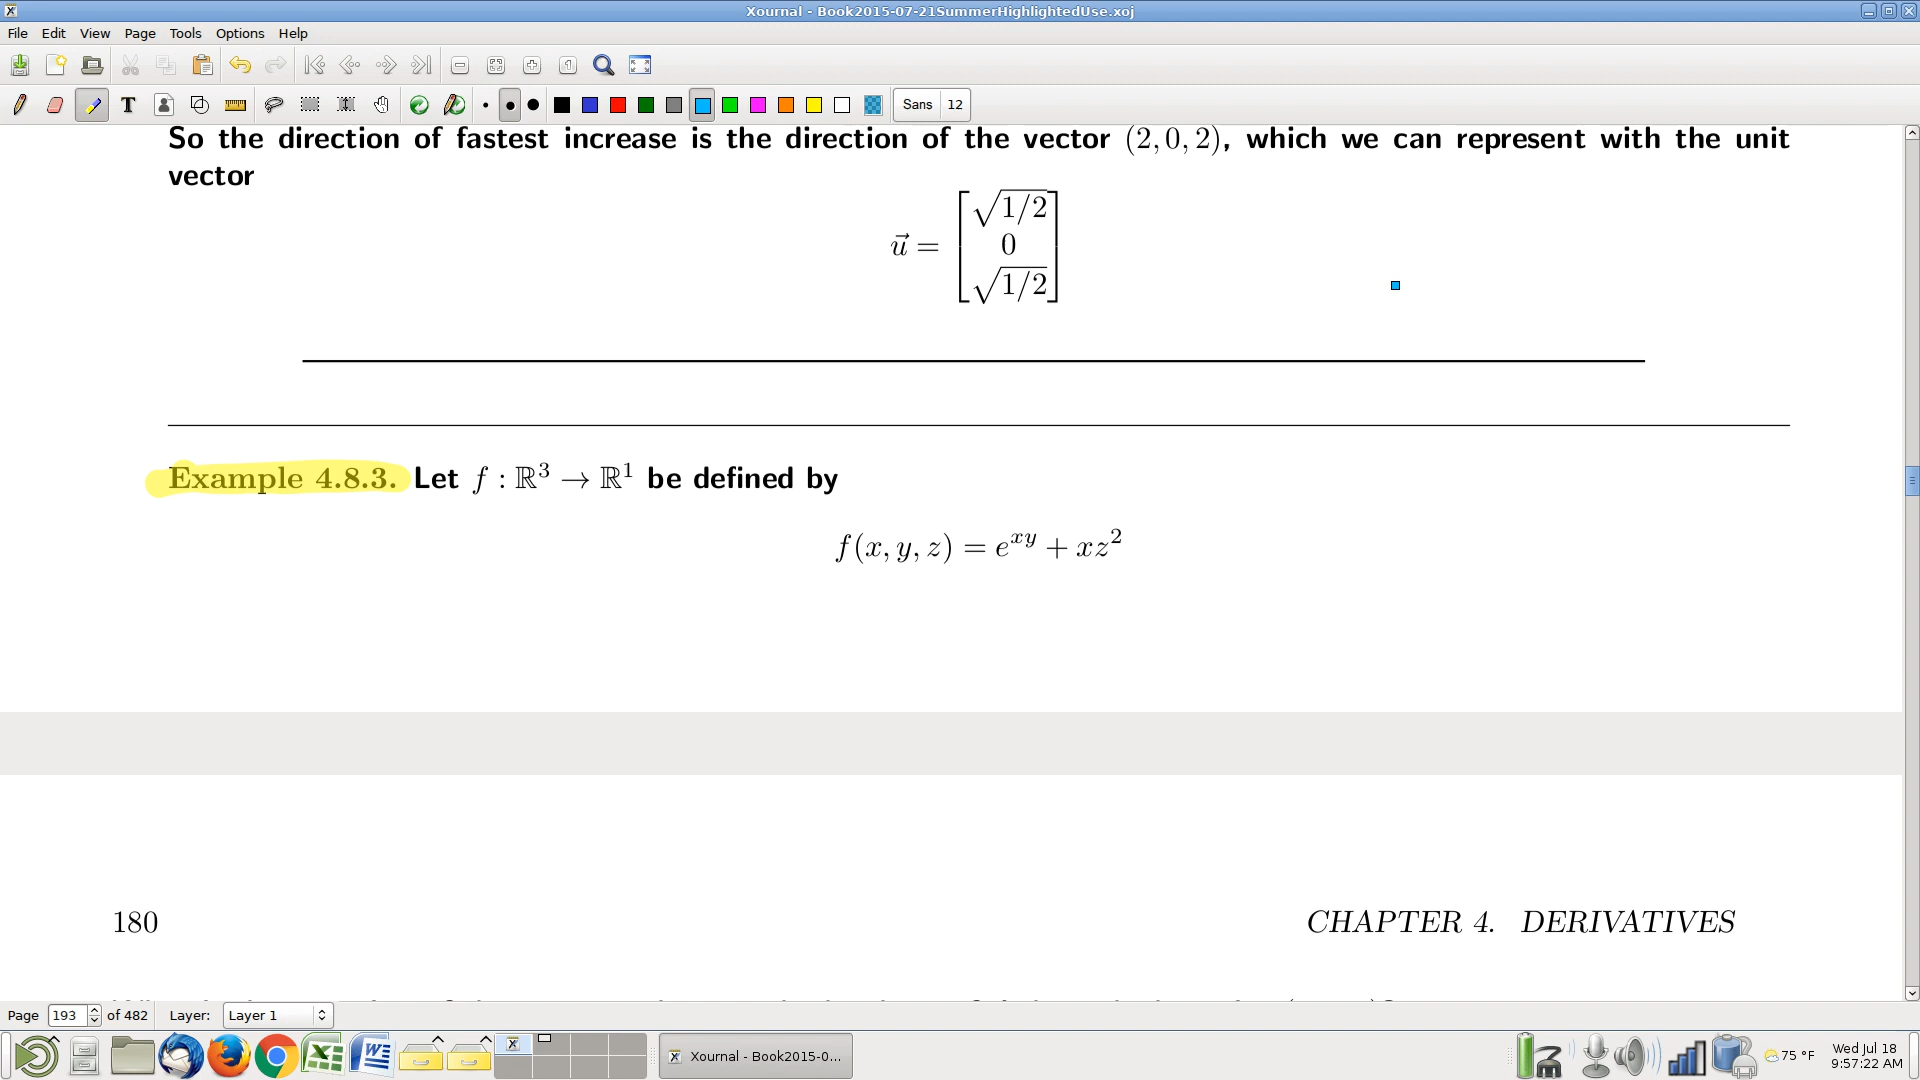 Xournal - Book2015-07-21SummerHighlightedUse.xoj
File Edit View Page Tools Options Help
Sans 12
So the direction of fastest increase is the direction of the vector (2, 0, 2), which we can represent with the unit
vector
u⃗ = [√1/2
0
√1/2]
Example 4.8.3. Let f : ℝ³ → ℝ¹ be defined by
f(x, y, z) = e^{xy} + xz²
180 CHAPTER 4. DERIVATIVES
Page 193 of 482 Layer: Layer 1
Xournal - Book2015-0... 75 °F Wed Jul 18
9:57:22 AM